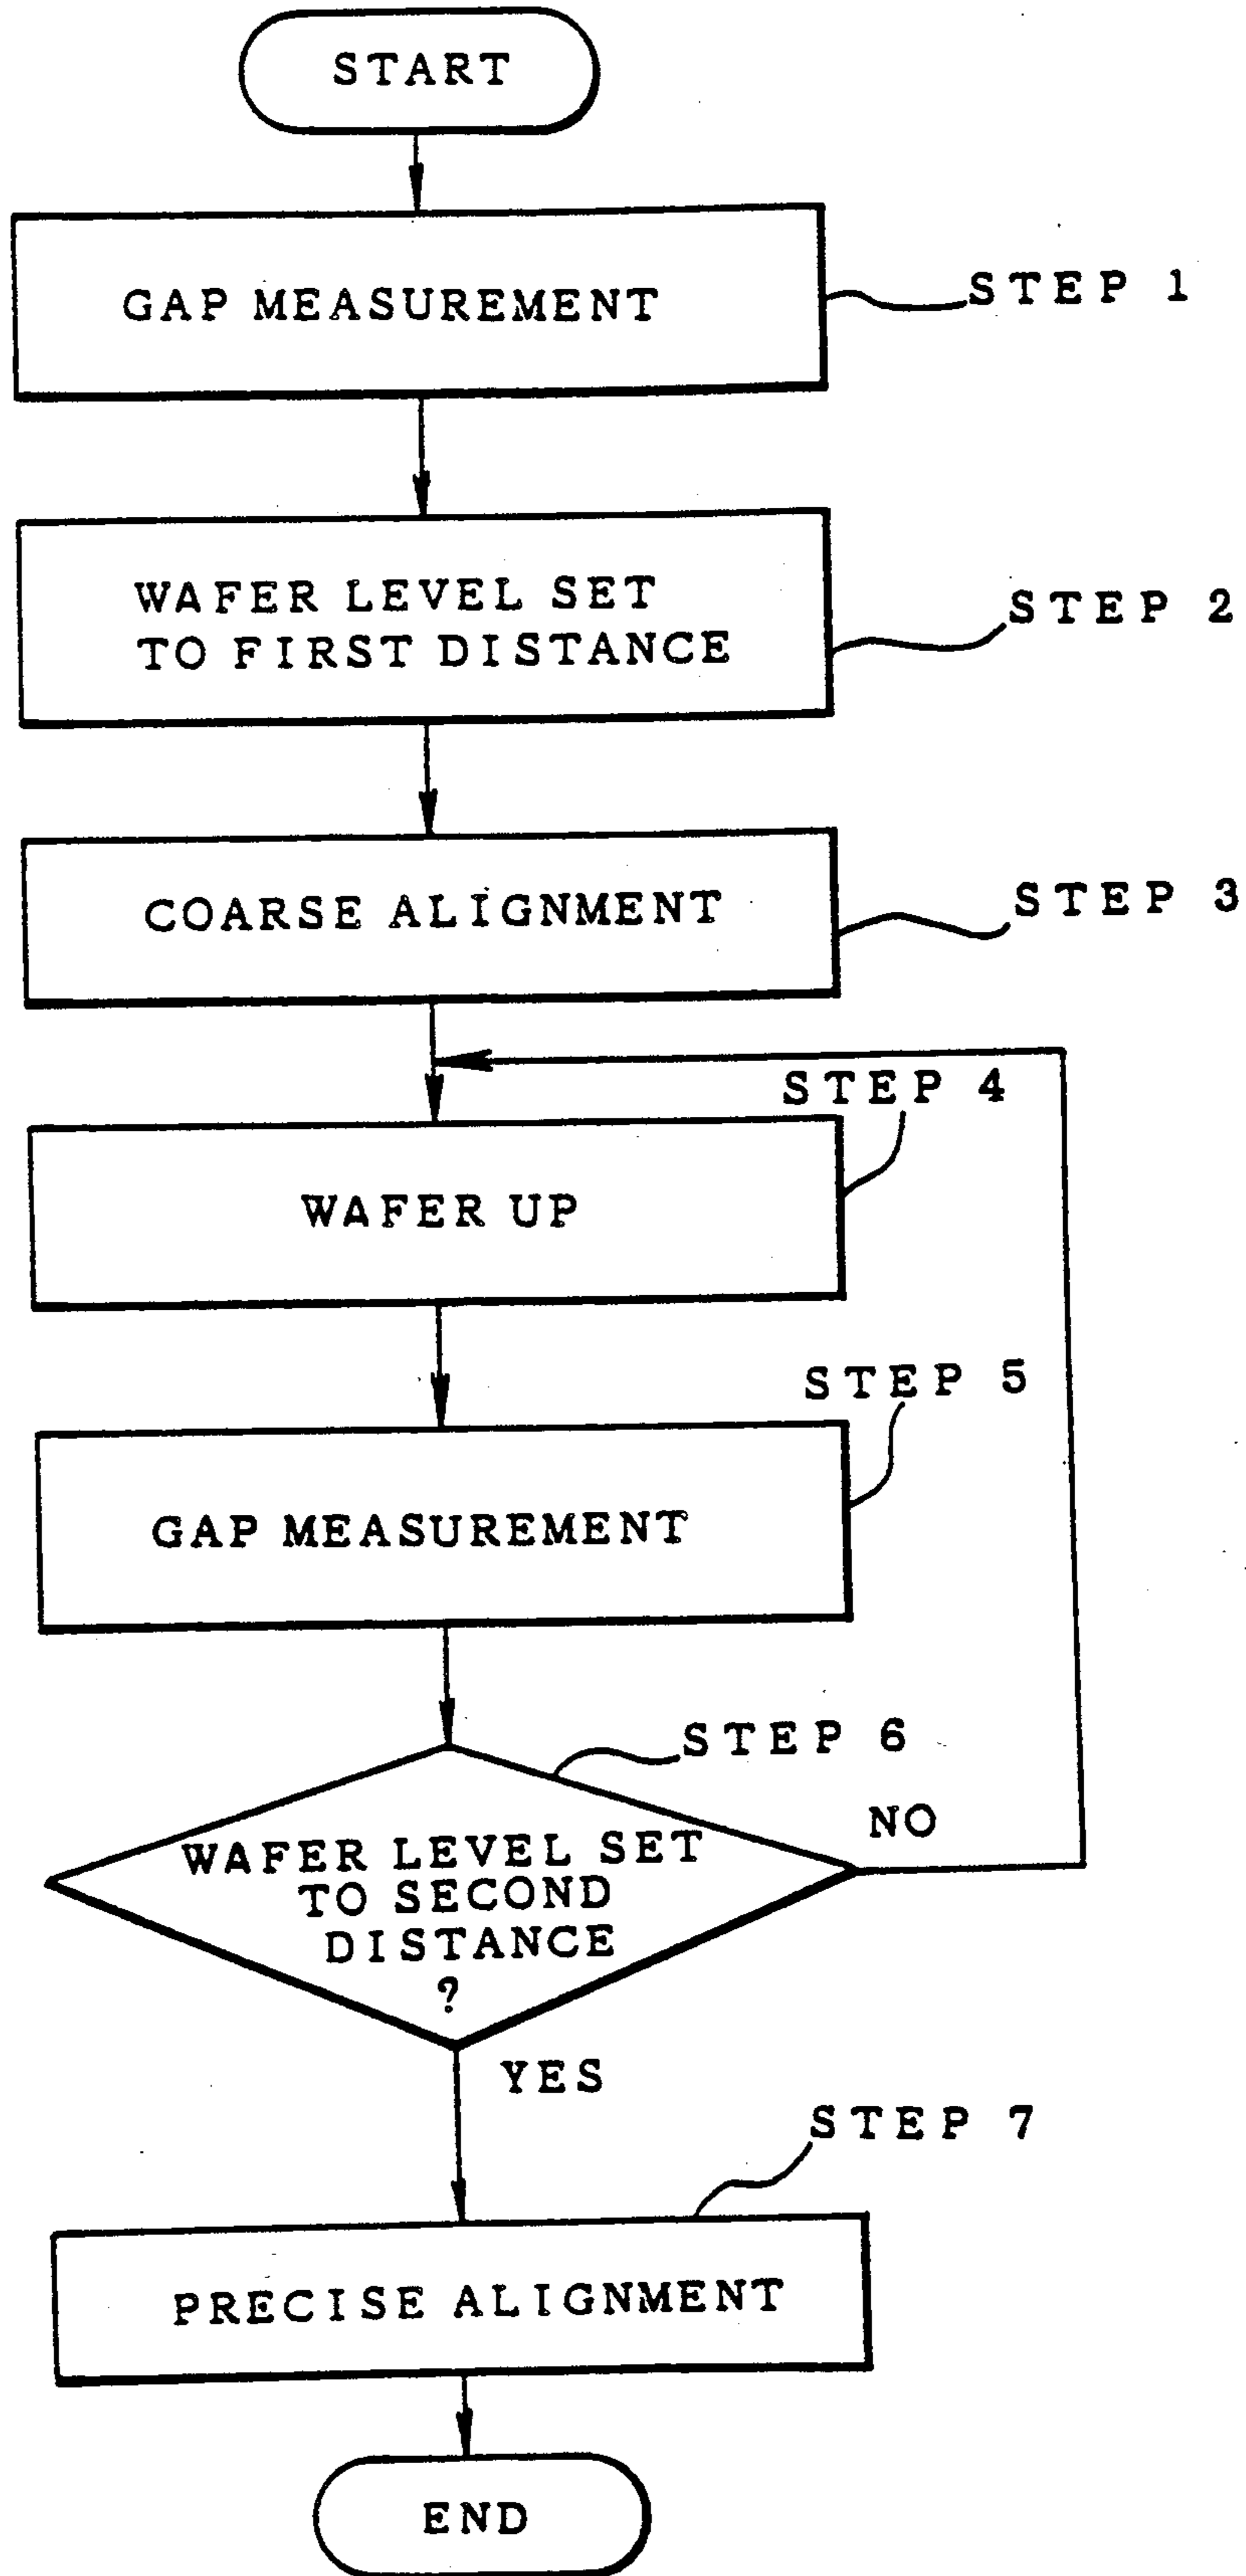 START
GAP MEASUREMENT
STEP 1
WAFER LEVEL SET
TO FIRST DISTANCE
STEP 2
COARSE ALIGNMENT
STEP 3
STEP 4
WAFER UP
STEP 5
GAP MEASUREMENT
STEP 6
NO
WAFER LEVEL SET
TO SECOND
DISTANCE
?
YES
STEP 7
PRECISE ALIGNMENT
END